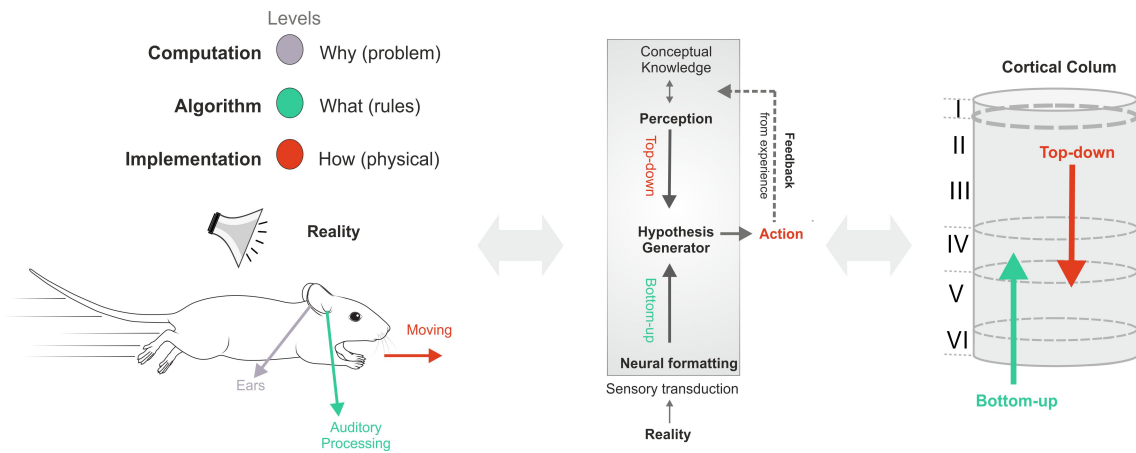 Levels
Computation Why (problem)
Algorithm What (rules)
Implementation How (physical)
Reality
Moving
Ears
Auditory
Processing
Conceptual
Knowledge
Perception
Top-down
Feedback
from experience
Hypothesis
Generator
Action
Bottom-up
Neural formatting
Sensory transduction
Reality
Cortical Colum
I
II
Top-down
III
IV
V
VI
Bottom-up